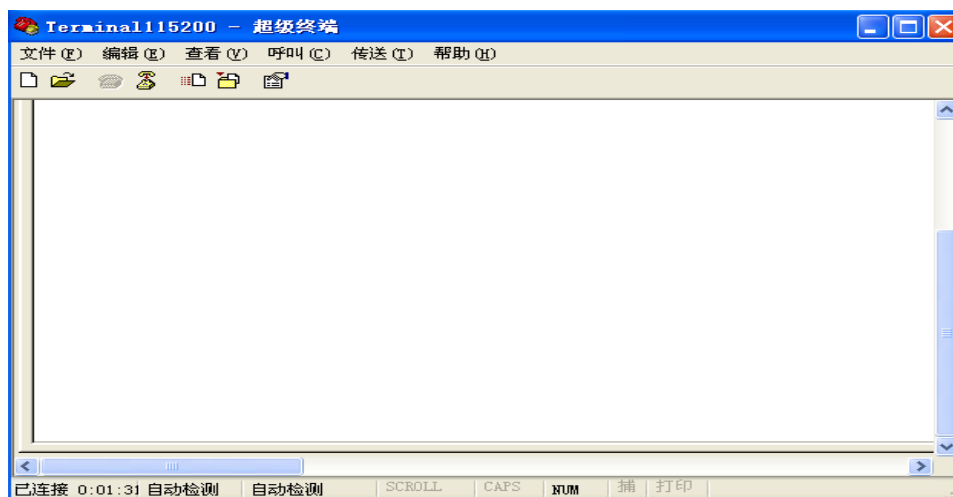 Terminal115200 - 超级终端
文件(F) 编辑(E) 查看(V) 呼叫(C) 传送(T) 帮助(H)
已连接 0:01:31 自动检测 自动检测 SCROLL CAPS NUM 捕 打印